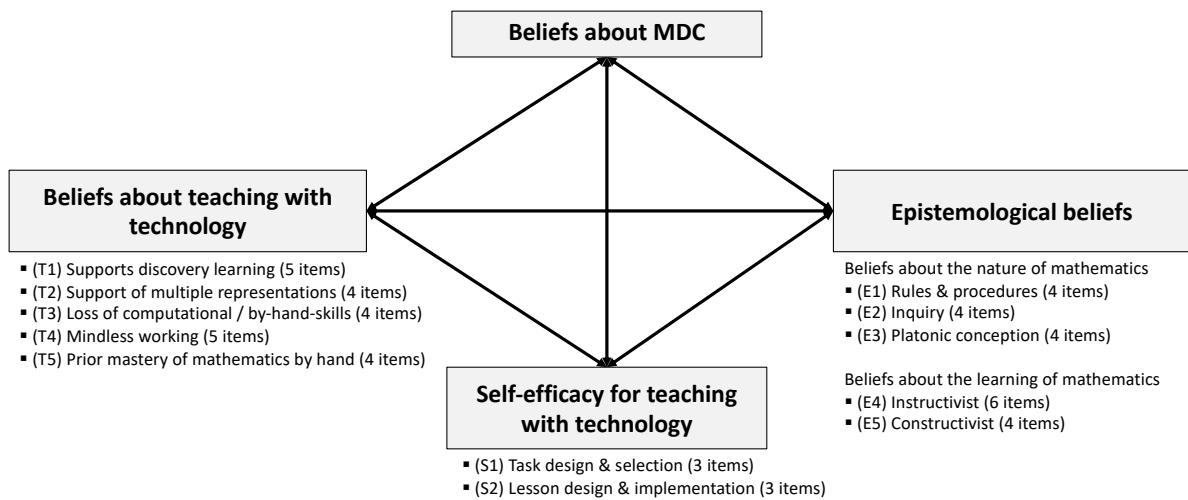 Beliefs about MDC
Beliefs about teaching with
technology
▪ (T1) Supports discovery learning (5 items)
▪ (T2) Support of multiple representations (4 items)
▪ (T3) Loss of computational / by-hand-skills (4 items)
▪ (T4) Mindless working (5 items)
▪ (T5) Prior mastery of mathematics by hand (4 items)
Epistemological beliefs
Beliefs about the nature of mathematics
▪ (E1) Rules & procedures (4 items)
▪ (E2) Inquiry (4 items)
▪ (E3) Platonic conception (4 items)
Beliefs about the learning of mathematics
▪ (E4) Instructivist (6 items)
▪ (E5) Constructivist (4 items)
Self-efficacy for teaching
with technology
▪ (S1) Task design & selection (3 items)
▪ (S2) Lesson design & implementation (3 items)